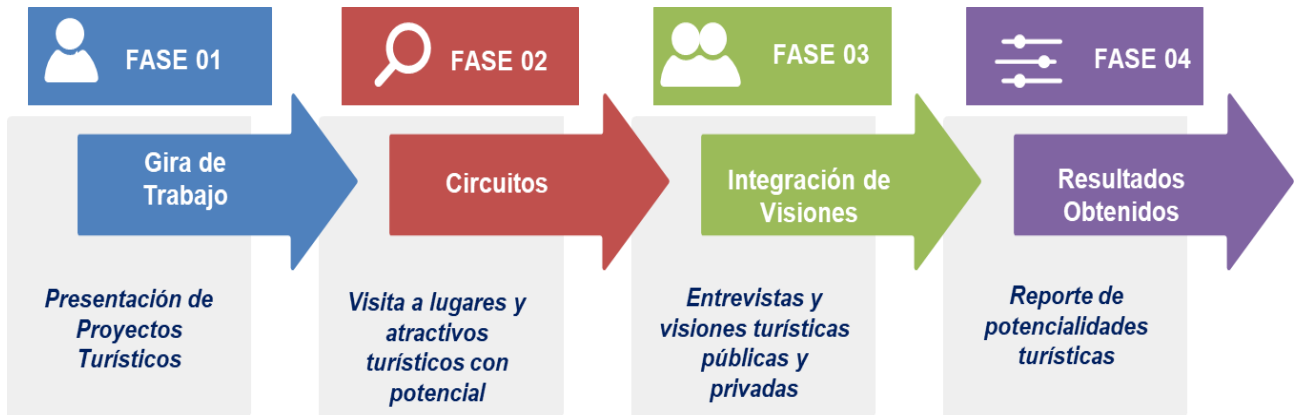 FASE 01
Gira de
Trabajo
Presentación de
Proyectos
Turísticos
FASE 02
Circuitos
Visita a lugares y
atractivos
turísticos con
potencial
FASE 03
Integración de
Visiones
Entrevistas y
visiones turísticas
públicas y
privadas
FASE 04
Resultados
Obtenidos
Reporte de
potencialidades
turísticas